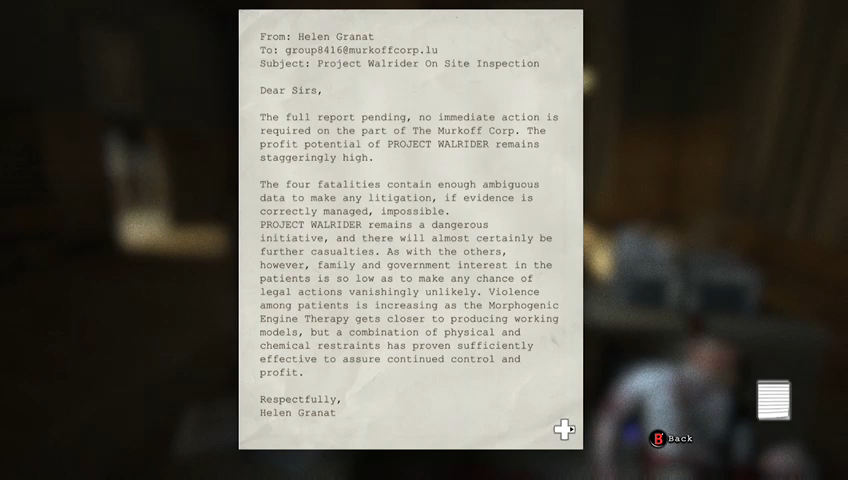 From: Helen Granat
To: group8416@murkoffcorp.lu
Subject: Project Walrider On Site Inspection
Dear Sirs,
The full report pending, no immediate action is
required on the part of The Murkoff Corp. The
profit potential of PROJECT WALRIDER remains
staggeringly high.
The four fatalities contain enough ambiguous
data to make any litigation, if evidence is
correctly managed, impossible.
PROJECT WALRIDER remains a dangerous
initiative, and there will almost certainly be
further casualties. As with the others,
however, family and government interest in the
patients is so low as to make any chance of
legal actions vanishingly unlikely. Violence
among patients is increasing as the Morphogenic
Engine Therapy gets closer to producing working
models, but a combination of physical and
chemical restraints has proven sufficiently
effective to assure continued control and
profit.
Respectfully,
Helen Granat
B Back